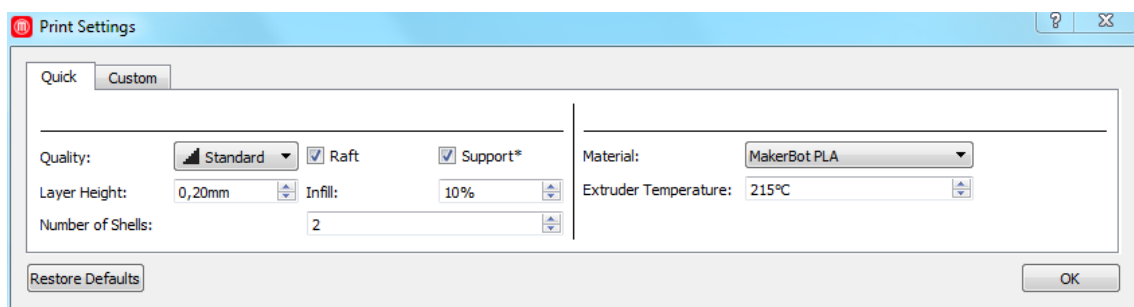 Print Settings
Quick Custom
Quality: Standard Raft Support* Material: MakerBot PLA
Layer Height: 0,20mm Infill: 10% Extruder Temperature: 215ºC
Number of Shells: 2
Restore Defaults OK